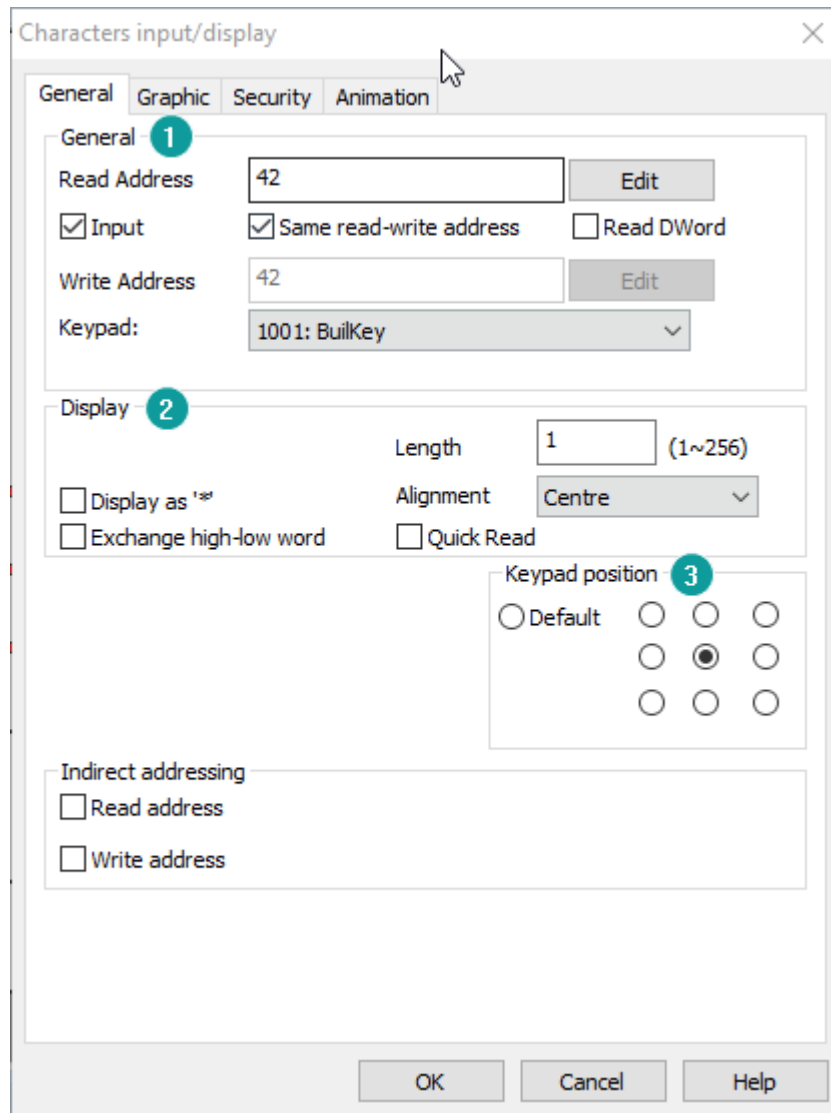 Characters input/display
General Graphic Security Animation
General 1
Read Address 42 Edit
Input Same read-write address Read DWord
Write Address 42 Edit
Keypad: 1001: BuilKey
Display 2
Length 1 (1~256)
Display as '*' Alignment Centre
Exchange high-low word Quick Read
Keypad position 3
Default
Indirect addressing
Read address
Write address
OK Cancel Help